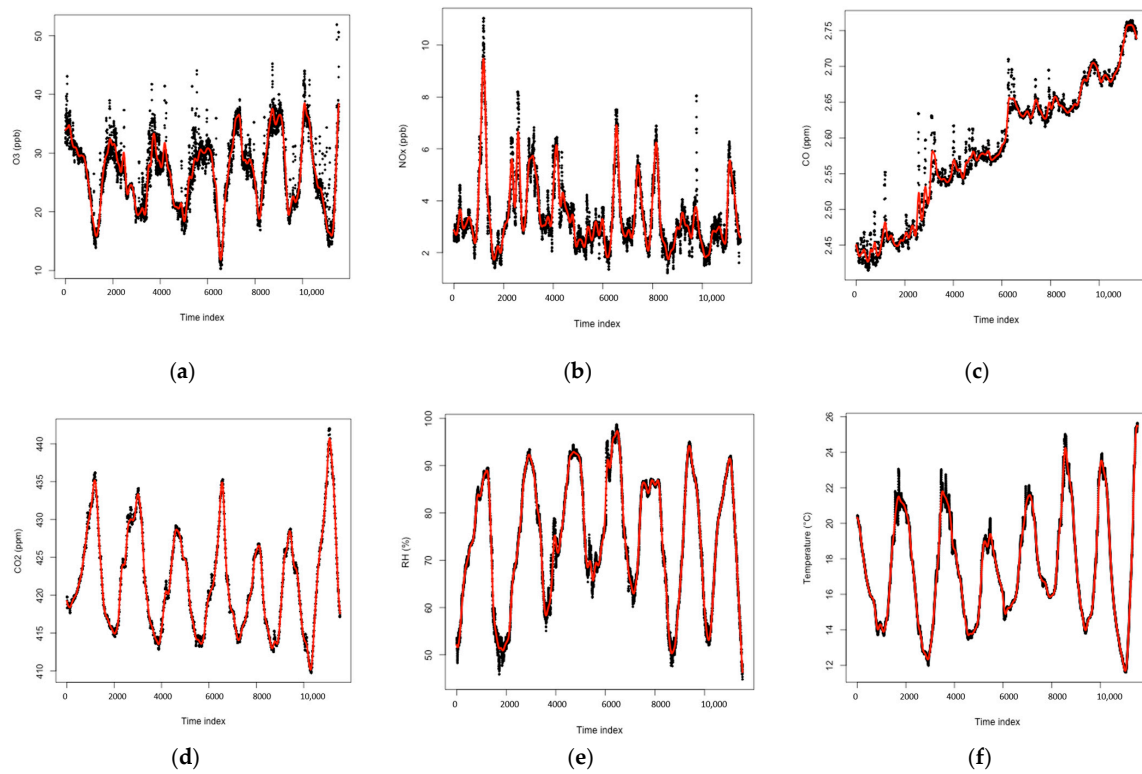 O3 (ppb)
50
40
30
20
10
0 2000 4000 6000 8000 10,000
Time index
(a)
NOx (ppb)
10
8
6
4
2
0 2000 4000 6000 8000 10,000
Time index
(b)
CO (ppm)
2.75
2.70
2.65
2.60
2.55
2.50
2.45
0 2000 4000 6000 8000 10,000
Time index
(c)
CO2 (ppm)
440
435
430
425
420
415
410
0 2000 4000 6000 8000 10,000
Time index
(d)
RH (%)
100
90
80
70
60
50
0 2000 4000 6000 8000 10,000
Time index
(e)
Temperature (°C)
26
24
22
20
18
16
14
12
0 2000 4000 6000 8000 10,000
Time index
(f)